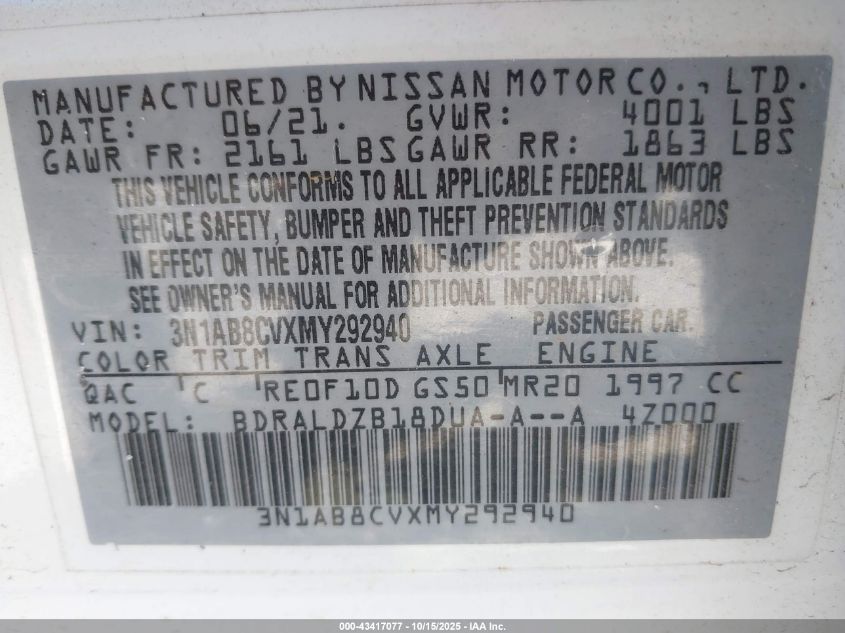 MANUFACTURED BY NISSAN MOTOR CO., LTD.
DATE: 06/21. GVWR: 4001 LBS
GAWR FR: 2161 LBS GAWR RR: 1863 LBS
THIS VEHICLE CONFORMS TO ALL APPLICABLE FEDERAL MOTOR
VEHICLE SAFETY, BUMPER AND THEFT PREVENTION STANDARDS
IN EFFECT ON THE DATE OF MANUFACTURE SHOWN ABOVE.
SEE OWNER'S MANUAL FOR ADDITIONAL INFORMATION.
VIN: 3N1AB8CVXMY292940 PASSENGER CAR.
COLOR TRIM TRANS AXLE ENGINE
QAC C RE0F10D GS50 MR20 1997 CC
MODEL: BDRALDZB18DUA-A--A 4Z000
3N1AB8CVXMY292940
000-43417077 - 10/15/2025 - IAA Inc.